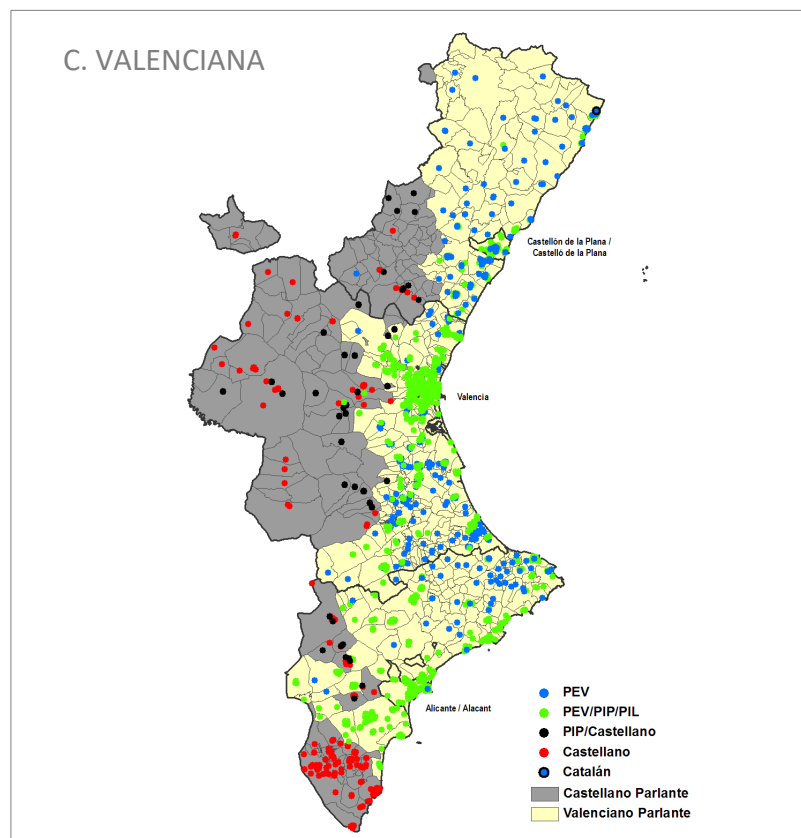 C. VALENCIANA
Castellón de la Plana /
Castelló de la Plana
Valencia
Alicante / Alacant
PEV
PEV/PIP/PIL
PIP/Castellano
Castellano
Catalán
Castellano Parlante
Valenciano Parlante